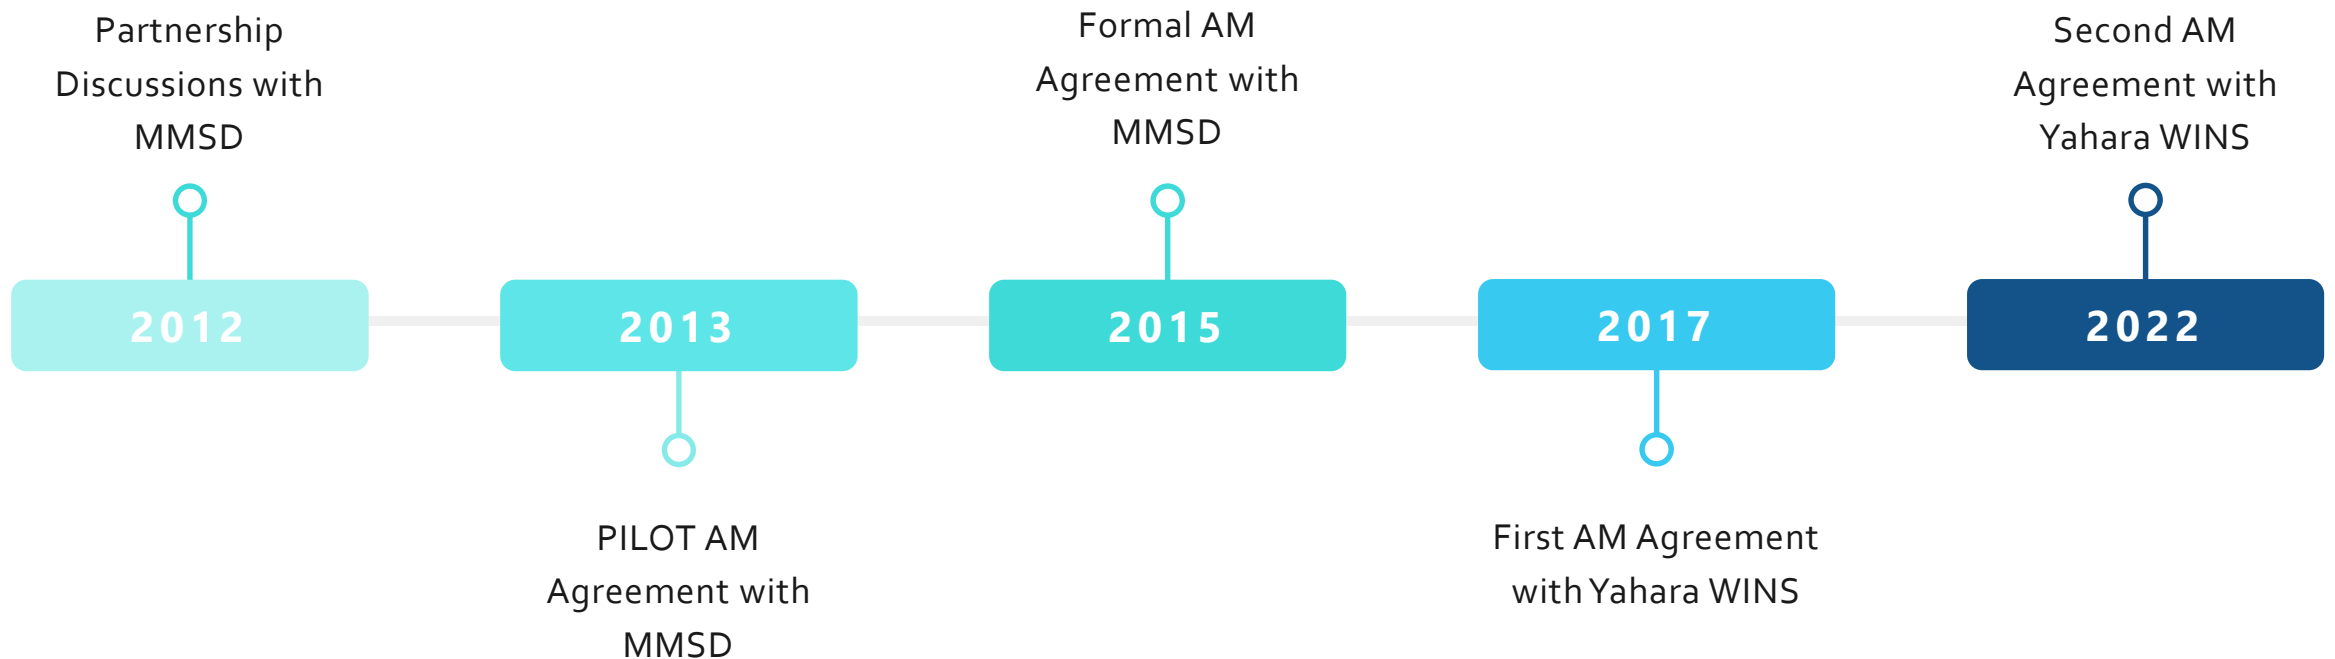 Partnership
Discussions with
MMSD
Formal AM
Agreement with
MMSD
Second AM
Agreement with
Yahara WINS
2012
2013
2015
2017
2022
PILOT AM
Agreement with
MMSD
First AM Agreement
with Yahara WINS